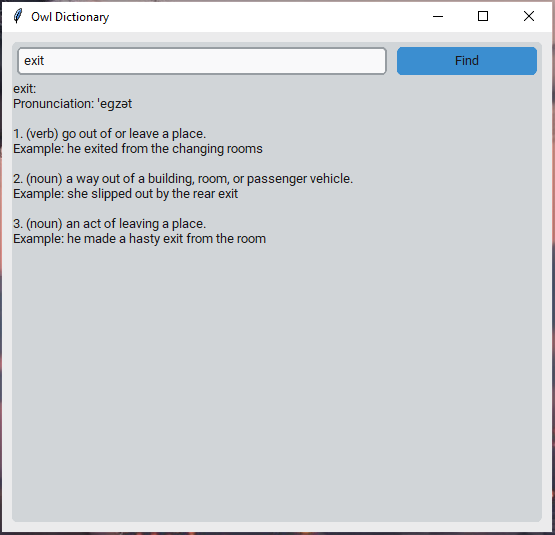 Owl Dictionary
exit
Find
exit:
Pronunciation: 'egzət
1. (verb) go out of or leave a place.
Example: he exited from the changing rooms
2. (noun) a way out of a building, room, or passenger vehicle.
Example: she slipped out by the rear exit
3. (noun) an act of leaving a place.
Example: he made a hasty exit from the room